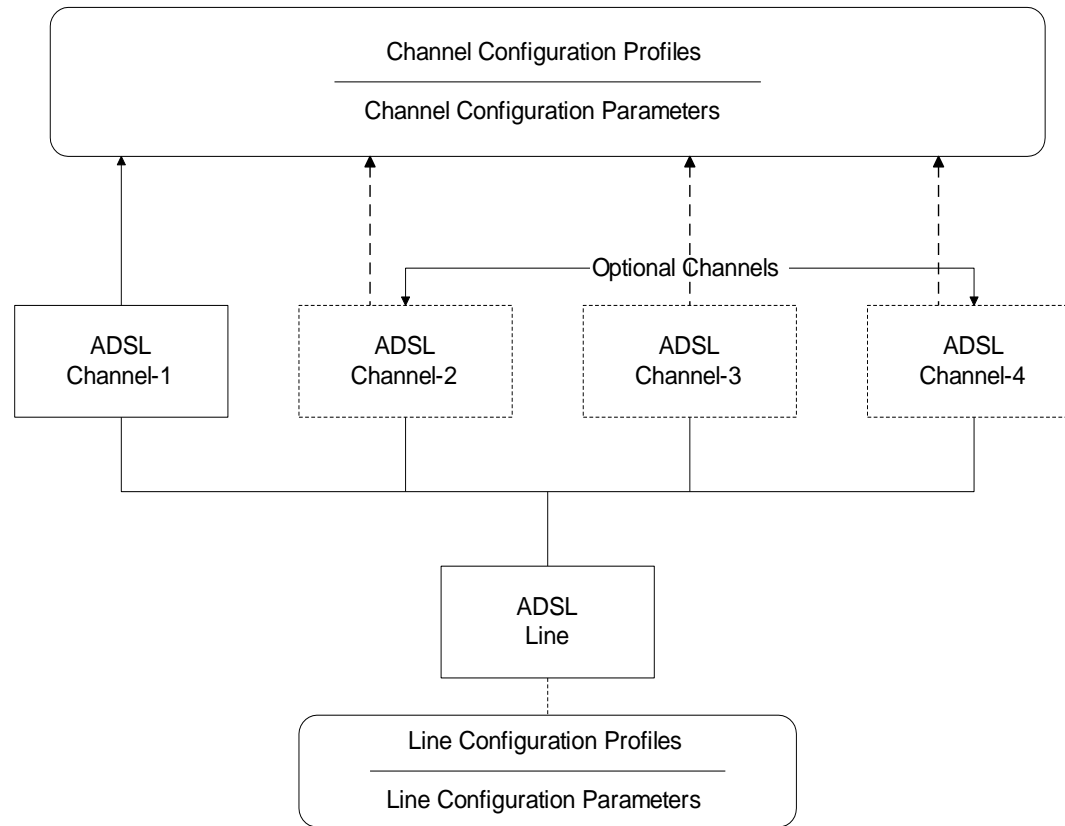 Channel Configuration Profiles
Channel Configuration Parameters
Optional Channels
ADSL
Channel-1
ADSL
Channel-2
ADSL
Channel-3
ADSL
Channel-4
ADSL
Line
Line Configuration Profiles
Line Configuration Parameters